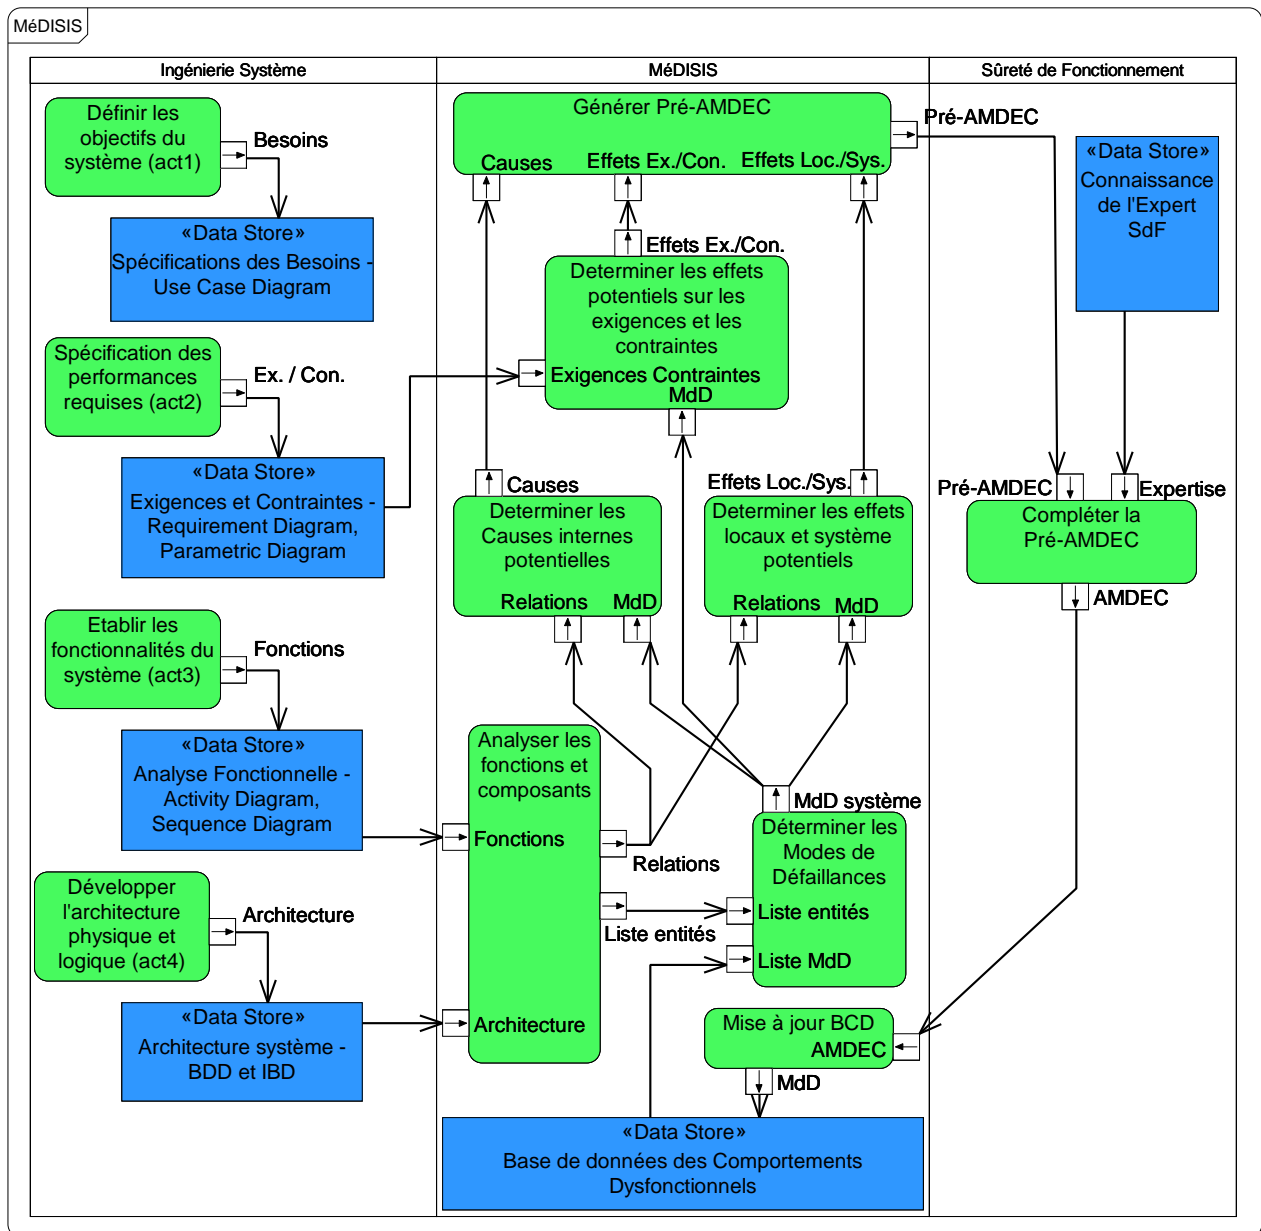 MéDISIS
Ingénierie Système
MéDISIS
Sûreté de Fonctionnement
Définir les
objectifs du
système (act1)
Besoins
«Data Store»
Spécifications des Besoins -
Use Case Diagram
Spécification des
performances
requises (act2)
Ex. / Con.
«Data Store»
Exigences et Contraintes -
Requirement Diagram,
Parametric Diagram
Etablir les
fonctionnalités du
système (act3)
Fonctions
«Data Store»
Analyse Fonctionnelle -
Activity Diagram,
Sequence Diagram
Développer
l'architecture
physique et
logique (act4)
Architecture
«Data Store»
Architecture système -
BDD et IBD
Générer Pré-AMDEC
Pré-AMDEC
Causes
Effets Ex./Con.
Effets Loc./Sys.
Effets Ex./Con.
Determiner les effets
potentiels sur les
exigences et les
contraintes
Exigences Contraintes
MdD
Causes
Determiner les
Causes internes
potentielles
Relations
MdD
Effets Loc./Sys.
Determiner les effets
locaux et système
potentiels
Relations
MdD
Analyser les
fonctions et
composants
Fonctions
Architecture
Relations
Liste entités
MdD système
Déterminer les
Modes de
Défaillances
Liste entités
Liste MdD
Mise à jour BCD
AMDEC
MdD
«Data Store»
Base de données des Comportements
Dysfonctionnels
«Data Store»
Connaissance
de l'Expert
SdF
Pré-AMDEC
Expertise
Compléter la
Pré-AMDEC
AMDEC